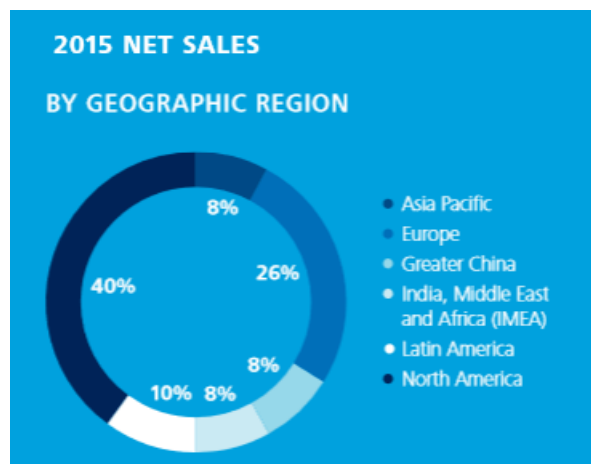 2015 NET SALES
BY GEOGRAPHIC REGION
8%
40%
26%
8%
10%
8%
Asia Pacific
Europe
Greater China
India, Middle East
and Africa (IMEA)
Latin America
North America